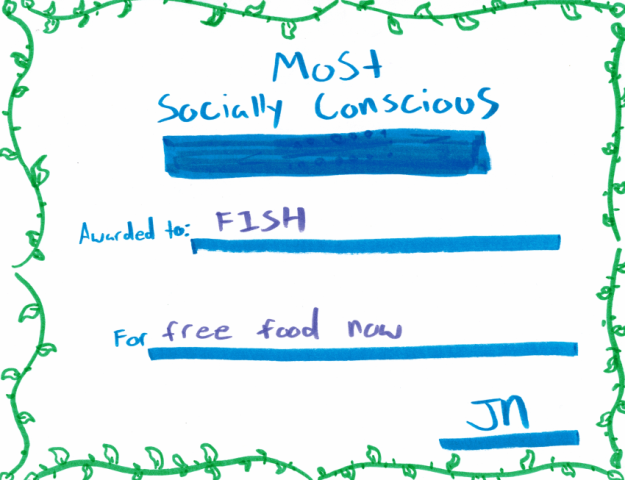 Most
Socially Conscious
Awarded to: FISH
For free food now
JN